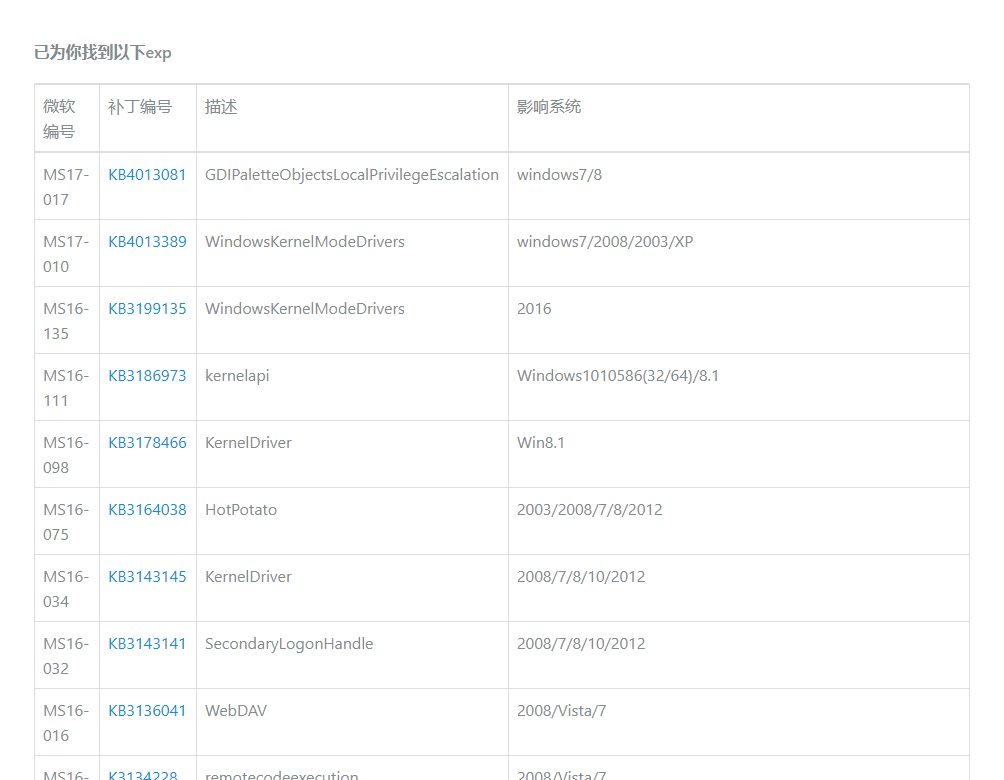 已为你找到以下exp
微软 补丁编号 描述 影响系统
编号
MS17- KB4013081 GDIPaletteObjectsLocalPrivilegeEscalation windows7/8
017
MS17- KB4013389 WindowsKernelModeDrivers windows7/2008/2003/XP
010
MS16- KB3199135 WindowsKernelModeDrivers 2016
135
MS16- KB3186973 kernelapi Windows1010586(32/64)/8.1
111
MS16- KB3178466 KernelDriver Win8.1
098
MS16- KB3164038 HotPotato 2003/2008/7/8/2012
075
MS16- KB3143145 KernelDriver 2008/7/8/10/2012
034
MS16- KB3143141 SecondaryLogonHandle 2008/7/8/10/2012
032
MS16- KB3136041 WebDAV 2008/Vista/7
016
MS16- K3134228 remotecodeexecution 2008/Vista/7